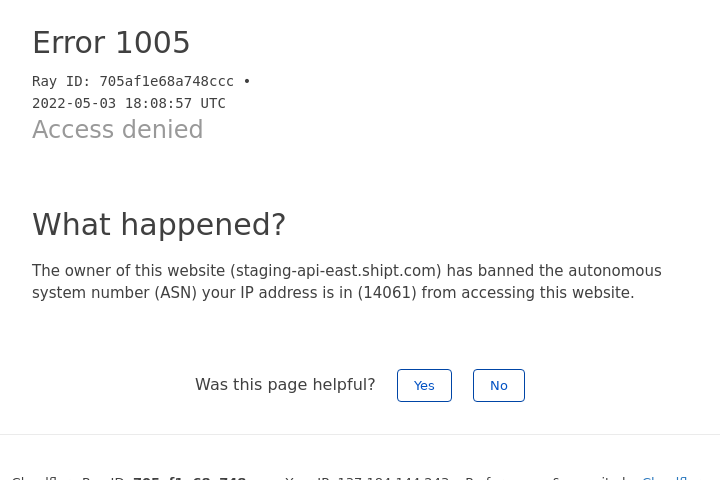 Error 1005
Ray ID: 705af1e68a748ccc •
2022-05-03 18:08:57 UTC
Access denied
What happened?
The owner of this website (staging-api-east.shipt.com) has banned the autonomous
system number (ASN) your IP address is in (14061) from accessing this website.
Was this page helpful? Yes No